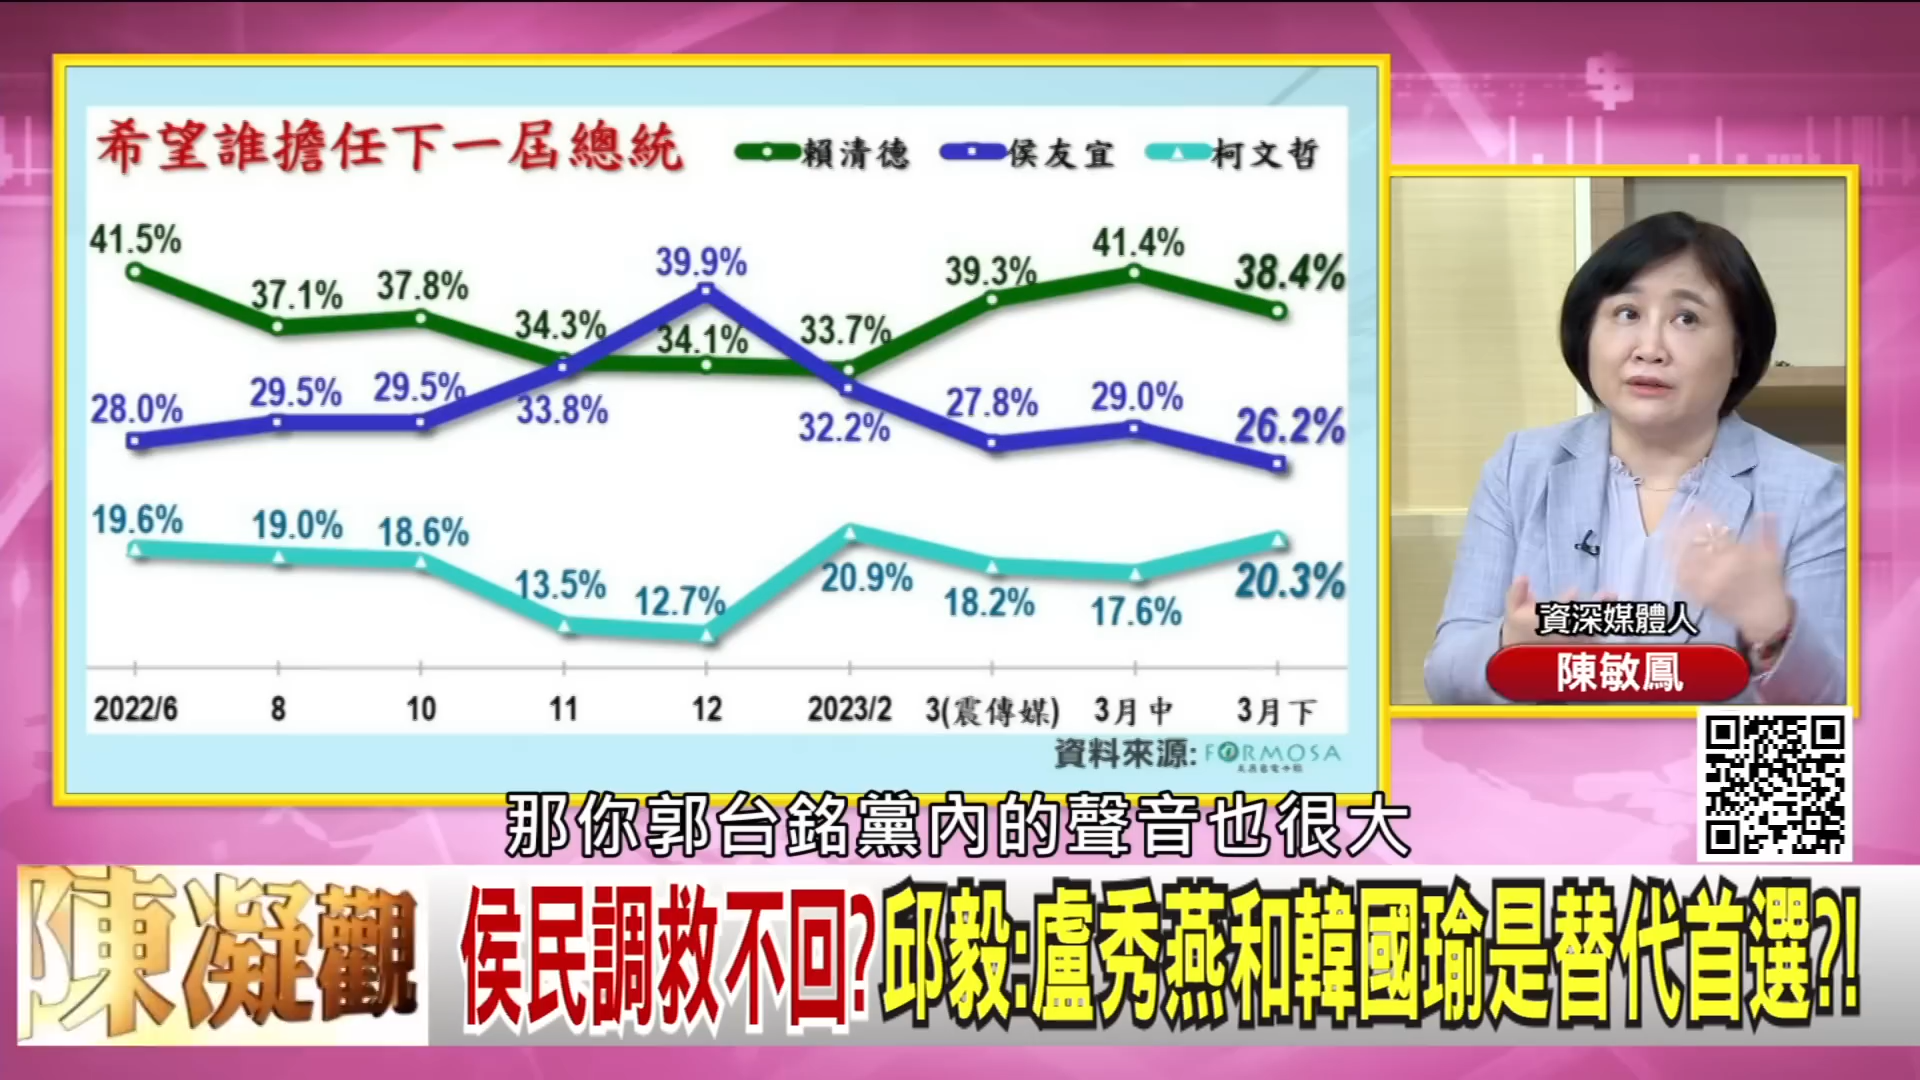 希望誰擔任下一屆總統
賴清德 侯友宜 柯文哲
41.5% 37.1% 37.8% 34.3% 34.1% 33.7% 39.3% 41.4% 38.4%
28.0% 29.5% 29.5% 33.8% 39.9% 32.2% 27.8% 29.0% 26.2%
19.6% 19.0% 18.6% 13.5% 12.7% 20.9% 18.2% 17.6% 20.3%
2022/6 8 10 11 12 2023/2 3(震傳媒) 3月中 3月下
資料來源: FORMOSA
資深媒體人
陳敏鳳
那你郭台銘黨內的聲音也很大
陳凝觀
侯民調救不回?邱毅:盧秀燕和韓國瑜是替代首選?!